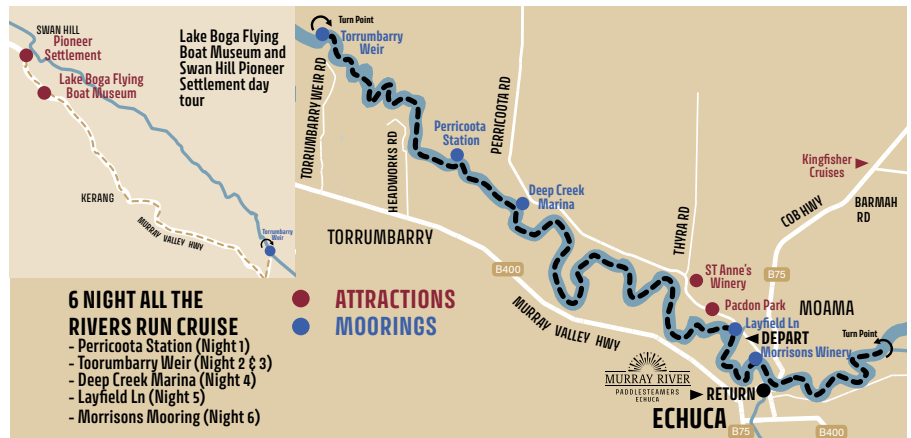 SWAN HILL
Pioneer
Settlement
Lake Boga Flying
Boat Museum
KERANG
MURRAY VALLEY HWY
Torrumbarry
Weir
Lake Boga Flying
Boat Museum and
Swan Hill Pioneer
Settlement day
tour
Turn Point
Torrumbarry
Weir
TORRUMBARRY WEIR RD
HEADWORKS RD
PERRICOOTA RD
Perricoota
Station
Deep Creek
Marina
TORRUMBARRY
B400
MURRAY VALLEY HWY
THYRA RD
Kingfisher
Cruises
COB HWY
BARMAH
RD
B75
ST Anne's
Winery
Pacdon Park
MOAMA
Layfield Ln
DEPART
Turn Point
Morrisons Winery
MURRAY RIVER
PADDLESTEAMERS
ECHUCA
RETURN
ECHUCA
B75
B400
6 NIGHT ALL THE
RIVERS RUN CRUISE
- Perricoota Station (Night 1)
- Toorumbarry Weir (Night 2 & 3)
- Deep Creek Marina (Night 4)
- Layfield Ln (Night 5)
- Morrisons Mooring (Night 6)
ATTRACTIONS
MOORINGS